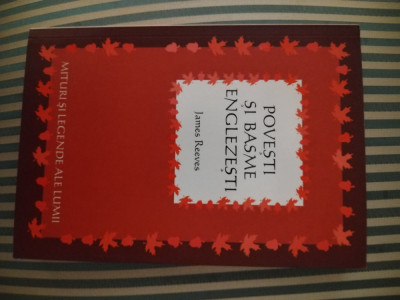 POVEȘTI
ȘI BASME
ENGLEZEȘTI
James Reeves
MITURI ȘI LEGENDE ALE LUMII